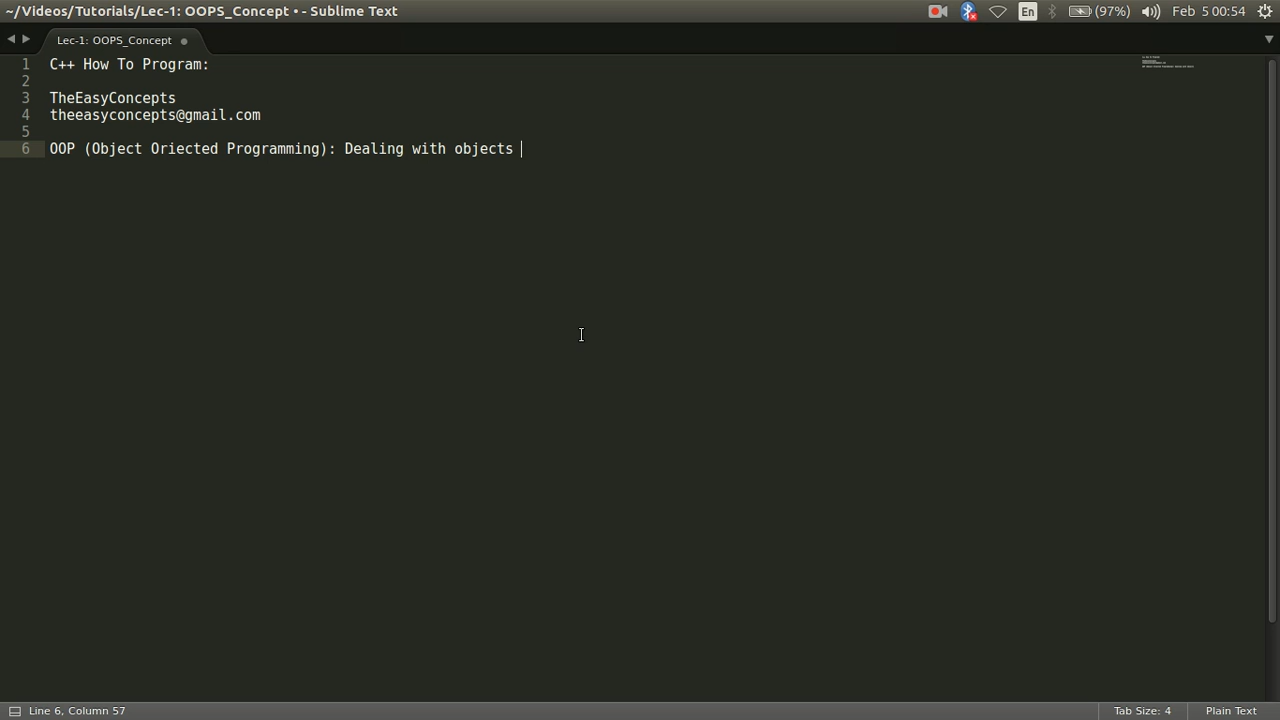 ~/Videos/Tutorials/Lec-1: OOPS_Concept • - Sublime Text
En
(97%)
Feb 5 00:54
Lec-1: OOPS_Concept
1 C++ How To Program:
2
3 TheEasyConcepts
4 theeasyconcepts@gmail.com
5
6 OOP (Object Oriected Programming): Dealing with objects
Line 6, Column 57
Tab Size: 4
Plain Text